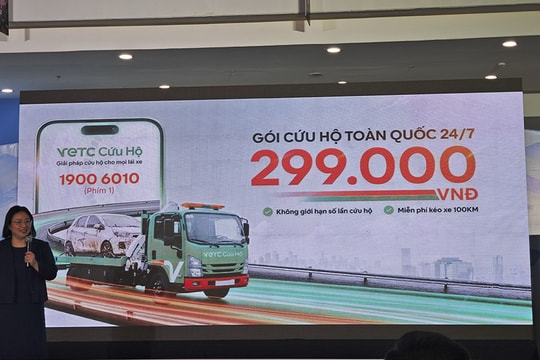 VETC Cứu Hộ
Giải pháp cứu hộ cho mọi lái xe
1900 6010
(Phím 1)
GÓI CỨU HỘ TOÀN QUỐC 24/7
299.000
VNĐ
Không giới hạn số lần cứu hộ
Miễn phí kéo xe 100KM
VETC Cứu Hộ